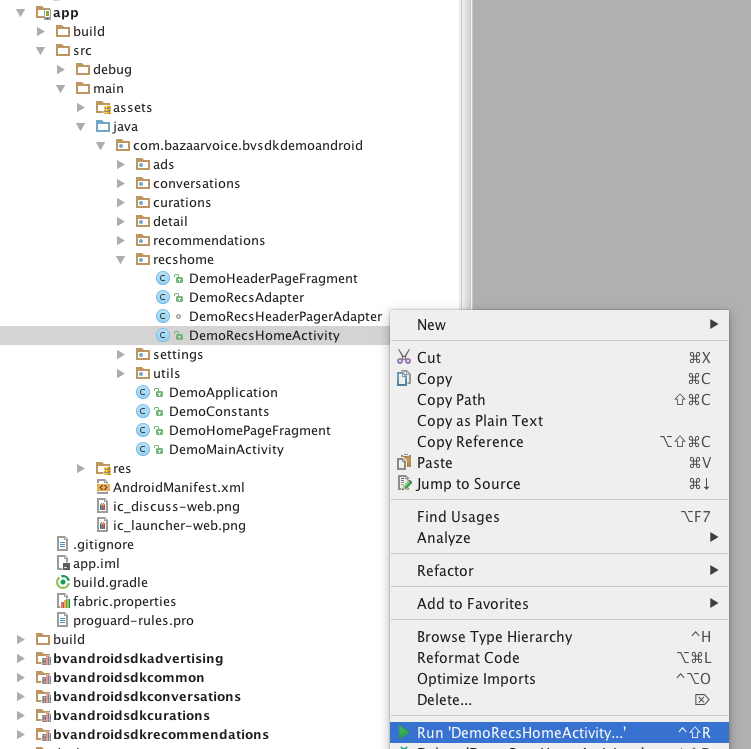 app
build
src
debug
main
assets
java
com.bazaarvoice.bvsdkdemoandroid
ads
conversations
curations
detail
recommendations
recshome
C DemoHeaderPageFragment
C DemoRecsAdapter
C DemoRecsHeaderPagerAdapter
C DemoRecsHomeActivity
settings
utils
C DemoApplication
C DemoConstants
C DemoHomePageFragment
C DemoMainActivity
res
AndroidManifest.xml
ic_discuss-web.png
ic_launcher-web.png
.gitignore
app.iml
build.gradle
fabric.properties
proguard-rules.pro
build
bvandroidsdkadvertising
bvandroidsdkcommon
bvandroidsdkconversations
bvandroidsdkcurations
bvandroidsdkrecommendations
New
Cut ⌘X
Copy ⌘C
Copy Path ⇧⌘C
Copy as Plain Text
Copy Reference ⌥⇧⌘C
Paste ⌘V
Jump to Source ⌘↓
Find Usages ⌥F7
Analyze
Refactor
Add to Favorites
Browse Type Hierarchy ^H
Reformat Code ⌥⌘L
Optimize Imports ^⌥O
Delete... ⌦
Run 'DemoRecsHomeActivity...' ^⇧R